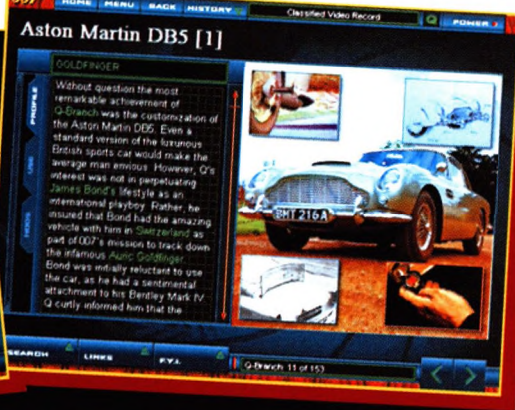 HOME MENU BACK HISTORY
Classified Video Record
Q
POWER
Aston Martin DB5 [1]
GOLDFINGER
PROFILE
Without question the most
remarkable achievement of
Q-Branch was the customization of
the Aston Martin DB5. Even a
standard version of the luxurious
British sports car would make the
average man envious. However, Q's
interest was not in perpetuating
James Bond's lifestyle as an
international playboy. Rather, he
insured that Bond had the amazing
vehicle with him in Switzerland as
part of 007's mission to track down
the infamous Auric Goldfinger.
Bond was initially reluctant to use
the car, as he had a sentimental
attachment to his Bentley Mark IV.
Q curtly informed him that the
BMT 216A
SEARCH LINKS F.Y.I.
Q-Branch 11 of 153